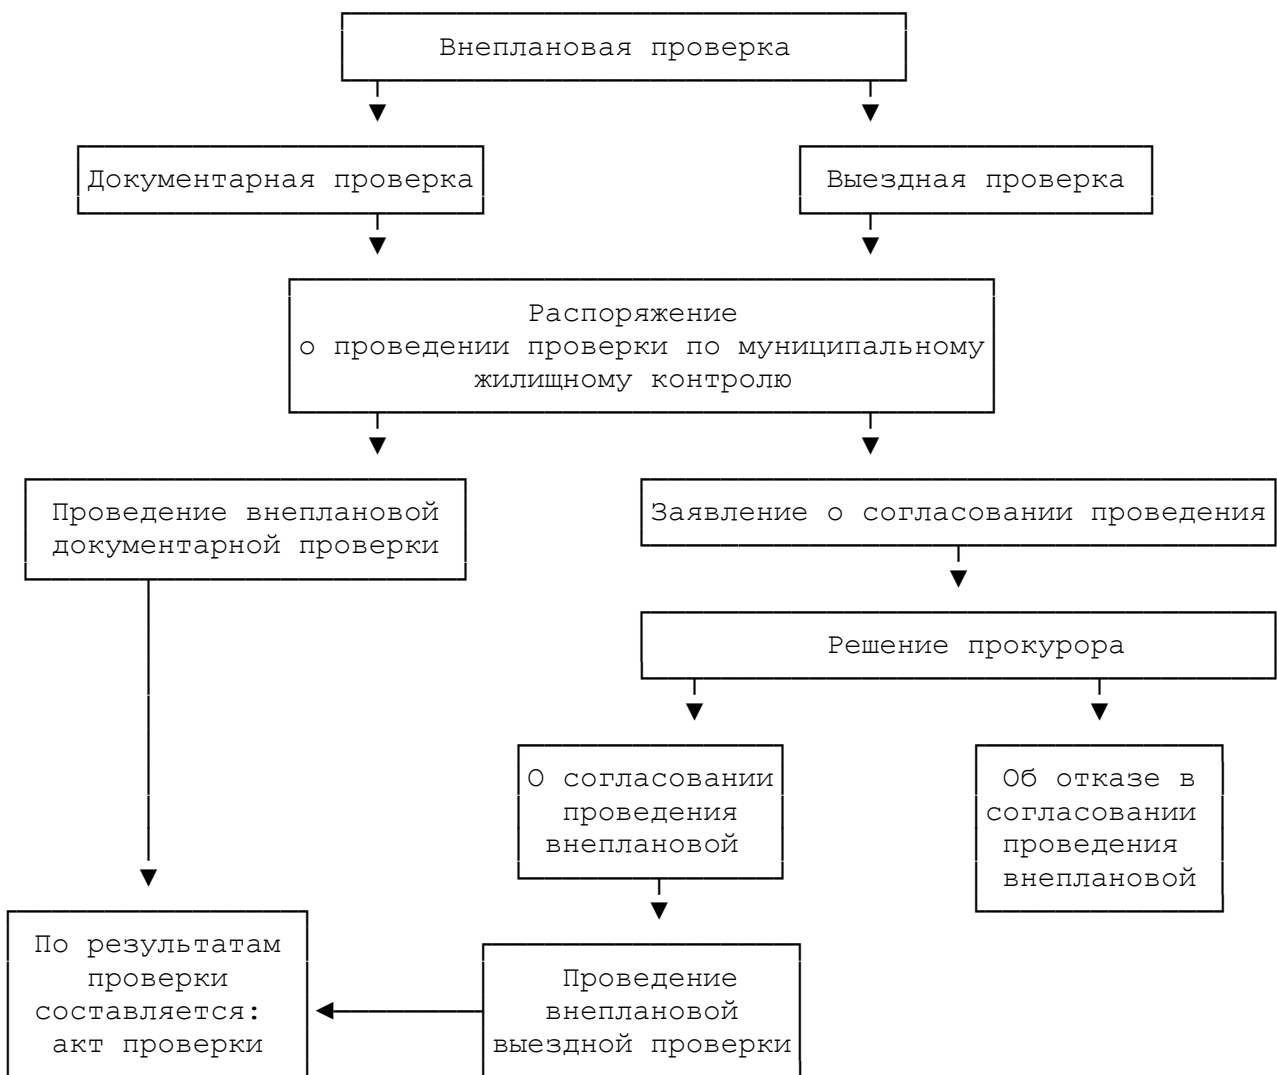 Внеплановая проверка
Документарная проверка
Выездная проверка
Распоряжение
о проведении проверки по муниципальному
жилищному контролю
Проведение внеплановой
документарной проверки
Заявление о согласовании проведения
Решение прокурора
О согласовании
проведения
внеплановой
Об отказе в
согласовании
проведения
внеплановой
По результатам
проверки
составляется:
акт проверки
Проведение
внеплановой
выездной проверки